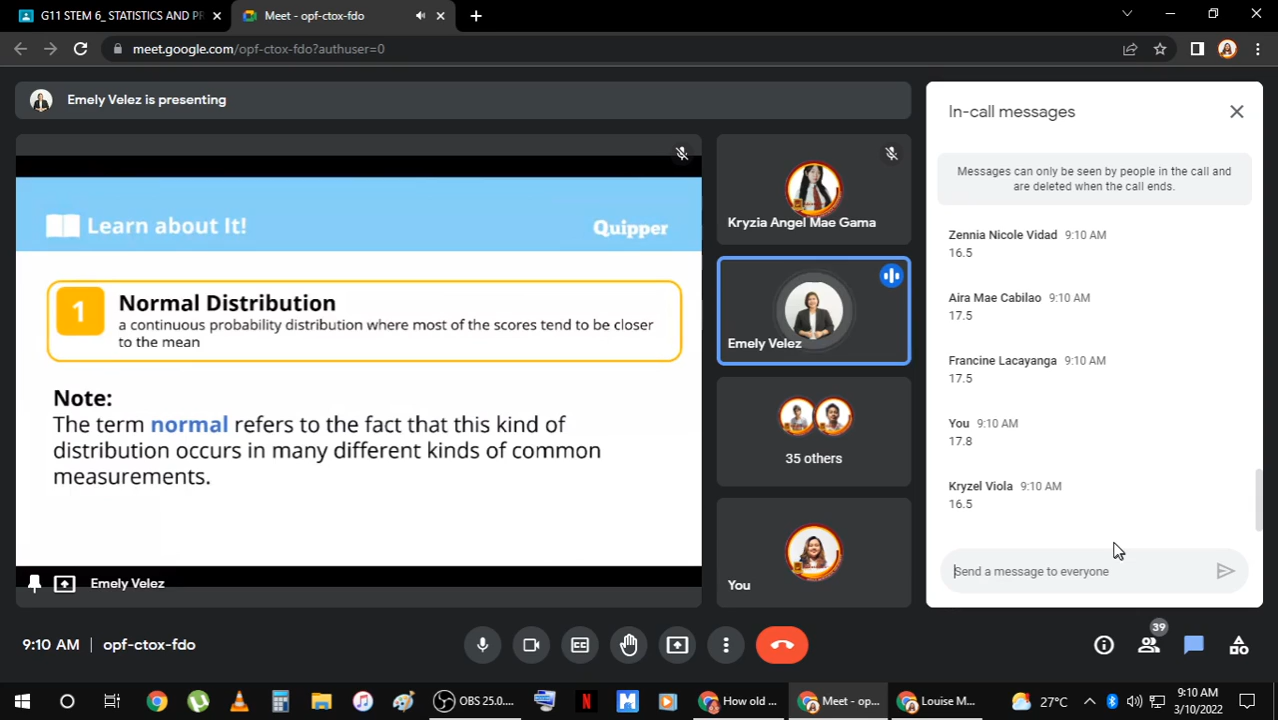 G11 STEM 6_ STATISTICS AND PR
Meet - opf-ctox-fdo
meet.google.com/opf-ctox-fdo?authuser=0
Emely Velez is presenting
Learn about It!
Quipper
1
Normal Distribution
a continuous probability distribution where most of the scores tend to be closer
to the mean
Note:
The term normal refers to the fact that this kind of
distribution occurs in many different kinds of common
measurements.
Emely Velez
Kryzia Angel Mae Gama
Emely Velez
35 others
You
In-call messages
Messages can only be seen by people in the call and
are deleted when the call ends.
Zennia Nicole Vidad 9:10 AM
16.5
Aira Mae Cabilao 9:10 AM
17.5
Francine Lacayanga 9:10 AM
17.5
You 9:10 AM
17.8
Kryzel Viola 9:10 AM
16.5
Send a message to everyone
9:10 AM | opf-ctox-fdo
39
OBS 25.0....
N
M
How old ...
Meet - op...
Louise M...
27°C
9:10 AM
3/10/2022